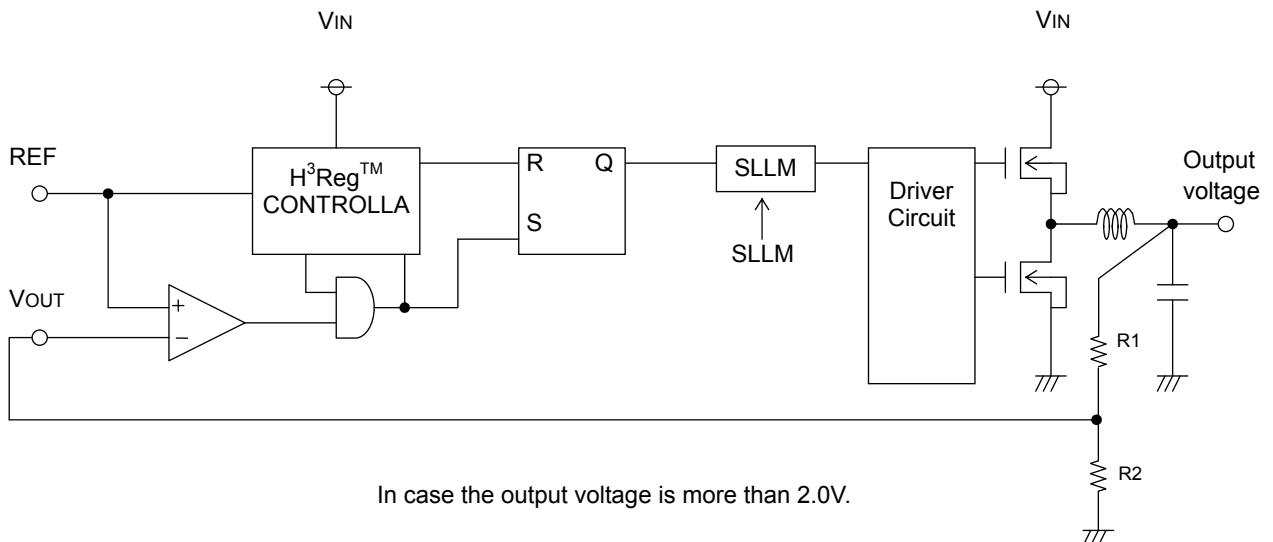 VIN
VIN
REF
H³Reg™
CONTROLLA
R
Q
S
SLLM
SLLM
Driver
Circuit
Output
voltage
VOUT
+
-
R1
R2
In case the output voltage is more than 2.0V.